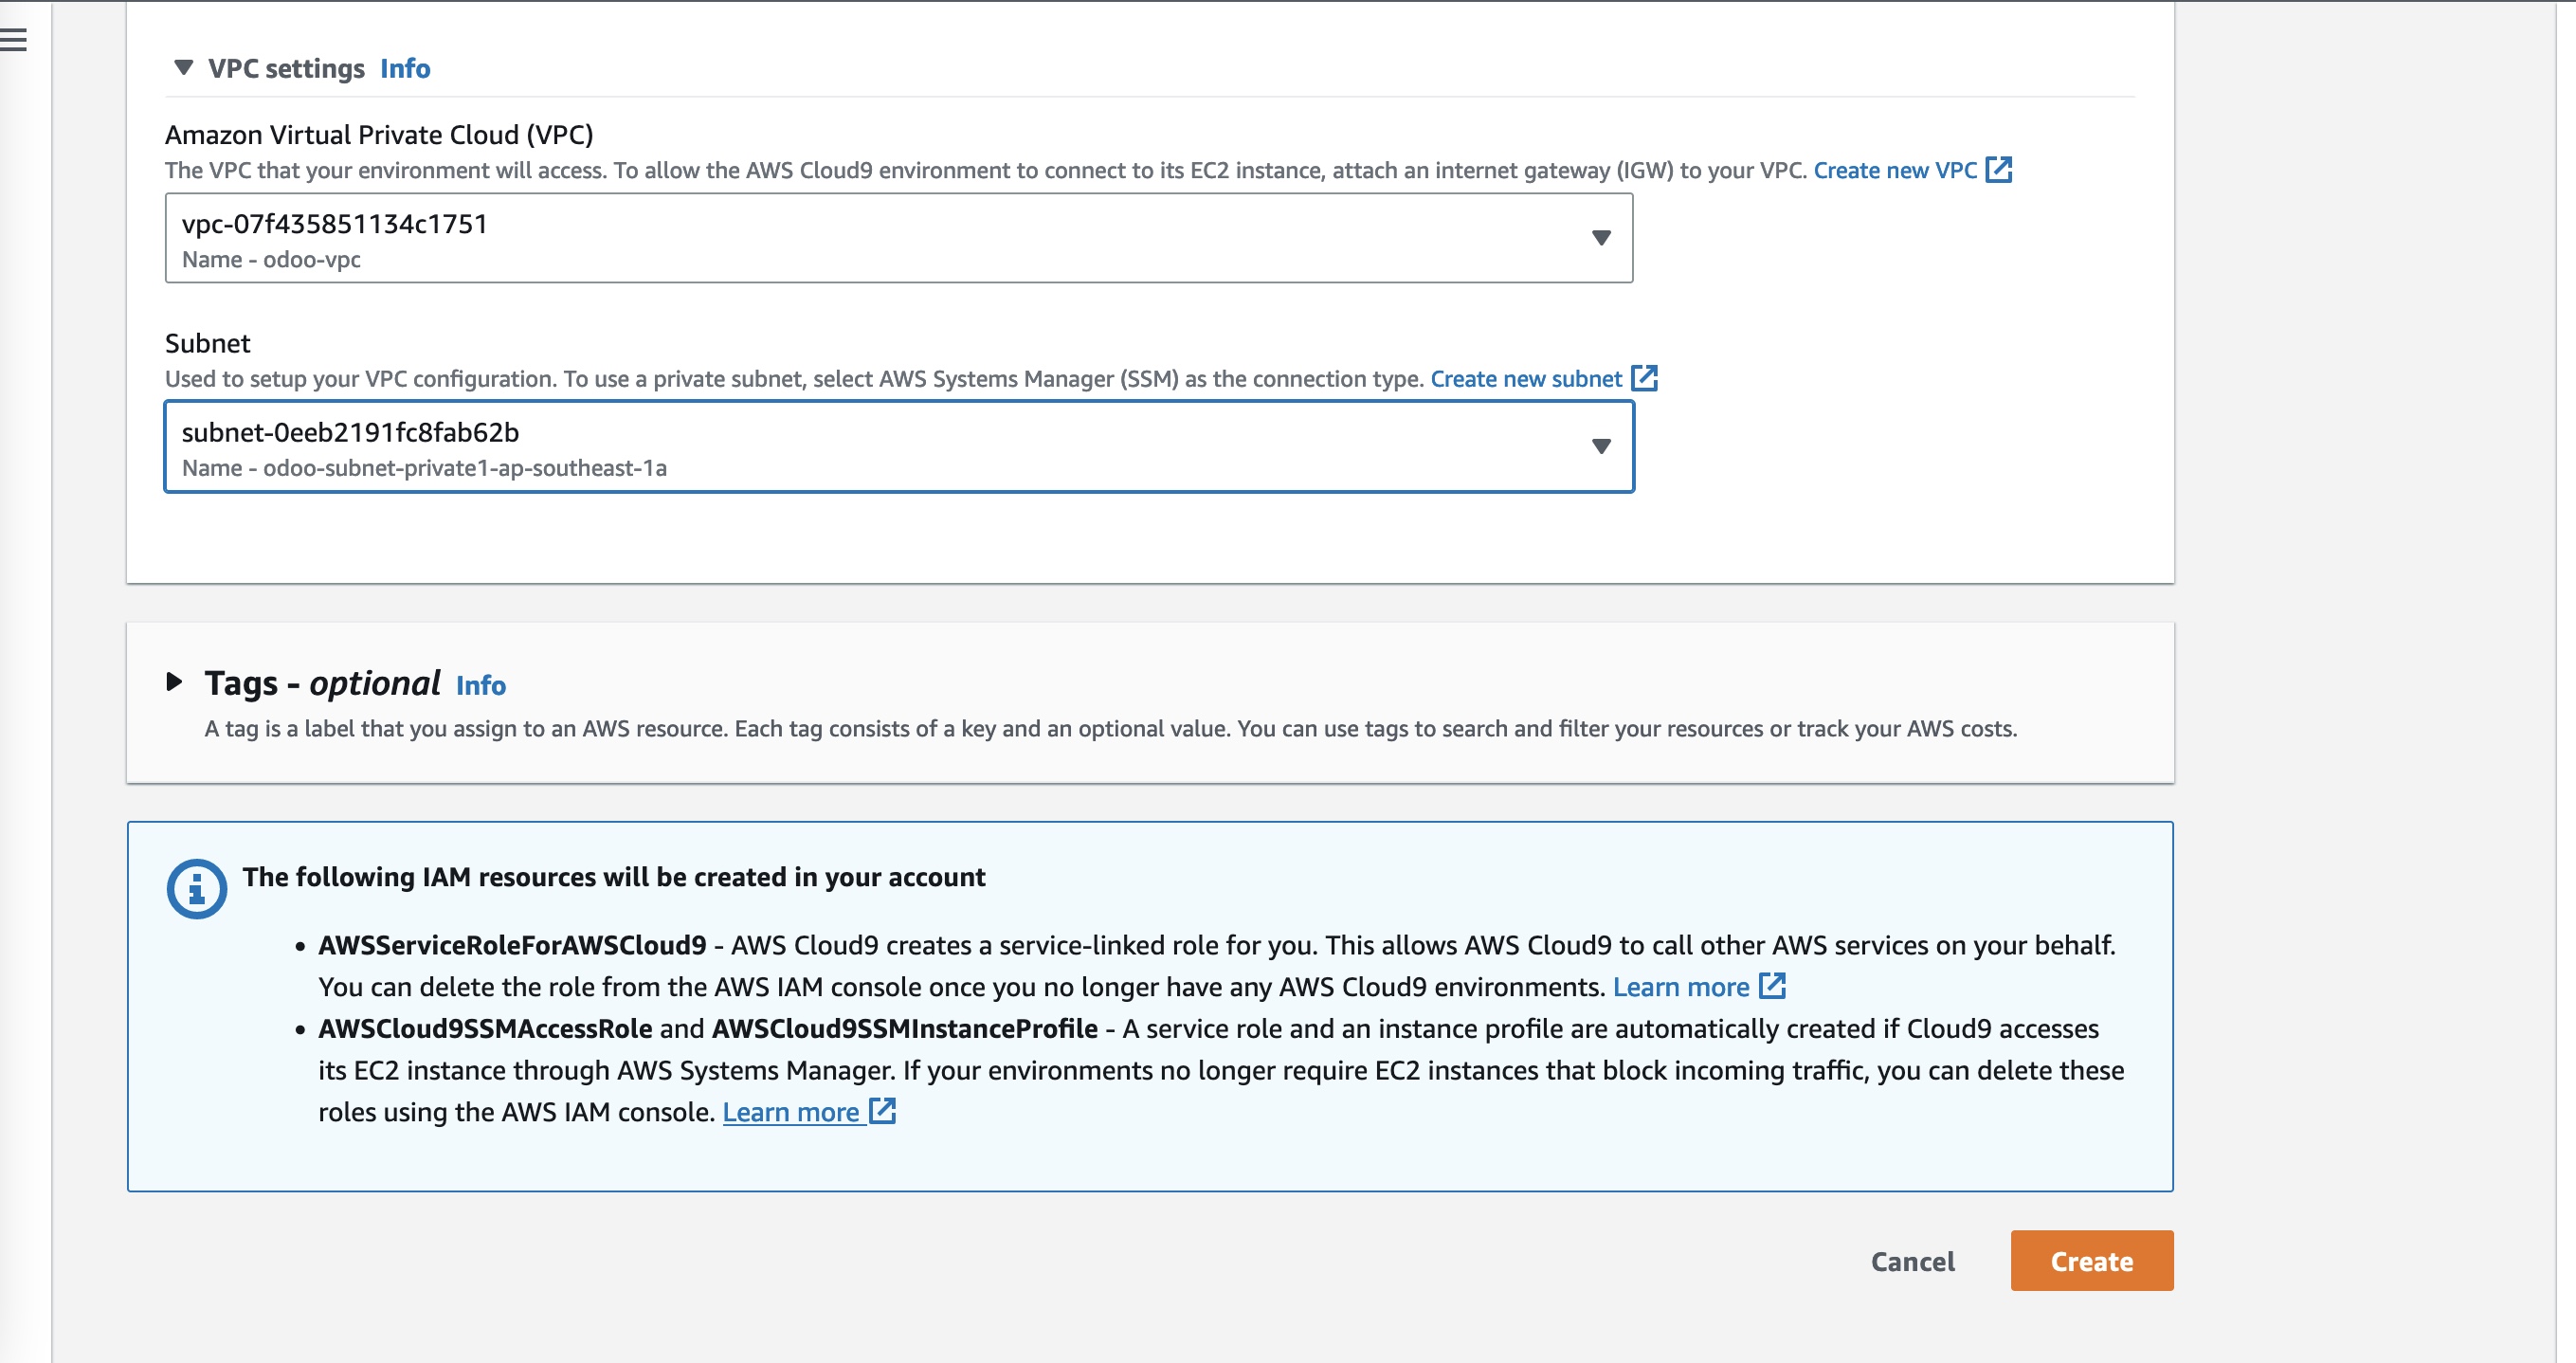 VPC settings Info
Amazon Virtual Private Cloud (VPC)
The VPC that your environment will access. To allow the AWS Cloud9 environment to connect to its EC2 instance, attach an internet gateway (IGW) to your VPC. Create new VPC
vpc-07f435851134c1751
Name - odoo-vpc
Subnet
Used to setup your VPC configuration. To use a private subnet, select AWS Systems Manager (SSM) as the connection type. Create new subnet
subnet-0eeb2191fc8fab62b
Name - odoo-subnet-private1-ap-southeast-1a
Tags - optional Info
A tag is a label that you assign to an AWS resource. Each tag consists of a key and an optional value. You can use tags to search and filter your resources or track your AWS costs.
The following IAM resources will be created in your account
• AWSServiceRoleForAWSCloud9 - AWS Cloud9 creates a service-linked role for you. This allows AWS Cloud9 to call other AWS services on your behalf.
You can delete the role from the AWS IAM console once you no longer have any AWS Cloud9 environments. Learn more
• AWSCloud9SSMAccessRole and AWSCloud9SSMInstanceProfile - A service role and an instance profile are automatically created if Cloud9 accesses
its EC2 instance through AWS Systems Manager. If your environments no longer require EC2 instances that block incoming traffic, you can delete these
roles using the AWS IAM console. Learn more
Cancel
Create